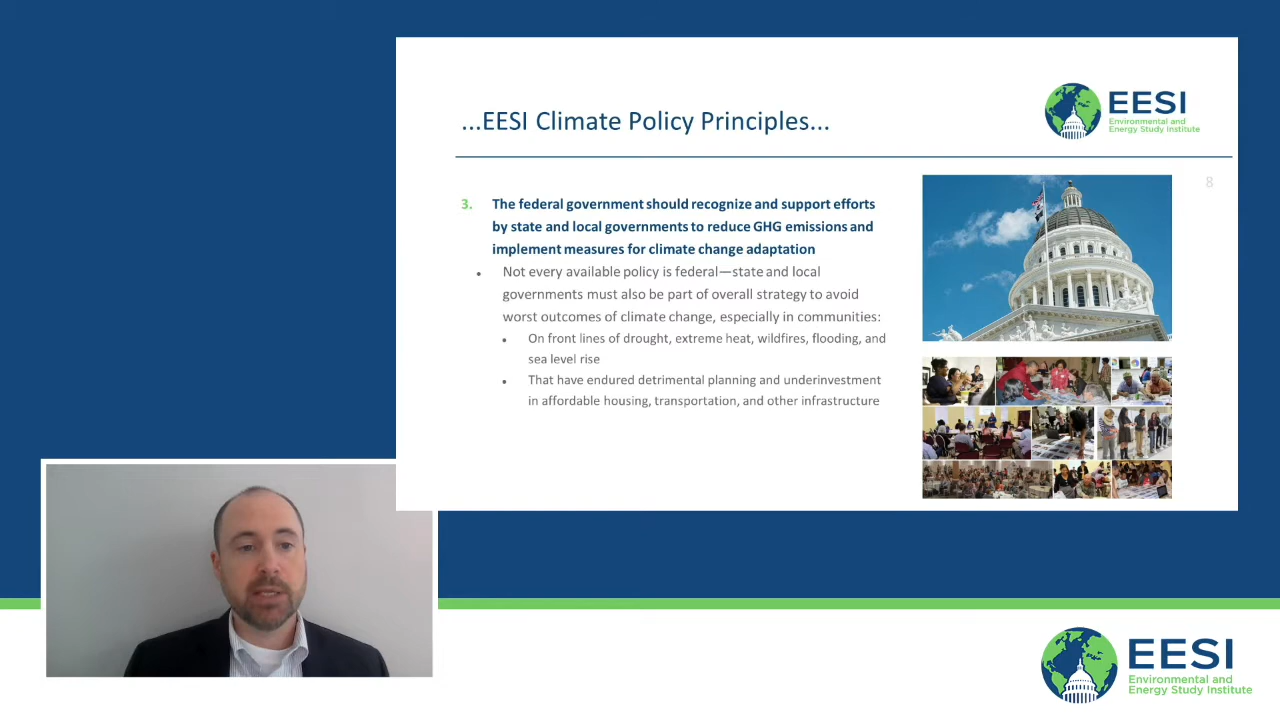 ...EESI Climate Policy Principles...
EESI
Environmental and
Energy Study Institute
8
3. The federal government should recognize and support efforts
by state and local governments to reduce GHG emissions and
implement measures for climate change adaptation
• Not every available policy is federal—state and local
governments must also be part of overall strategy to avoid
worst outcomes of climate change, especially in communities:
• On front lines of drought, extreme heat, wildfires, flooding, and
sea level rise
• That have endured detrimental planning and underinvestment
in affordable housing, transportation, and other infrastructure
EESI
Environmental and
Energy Study Institute